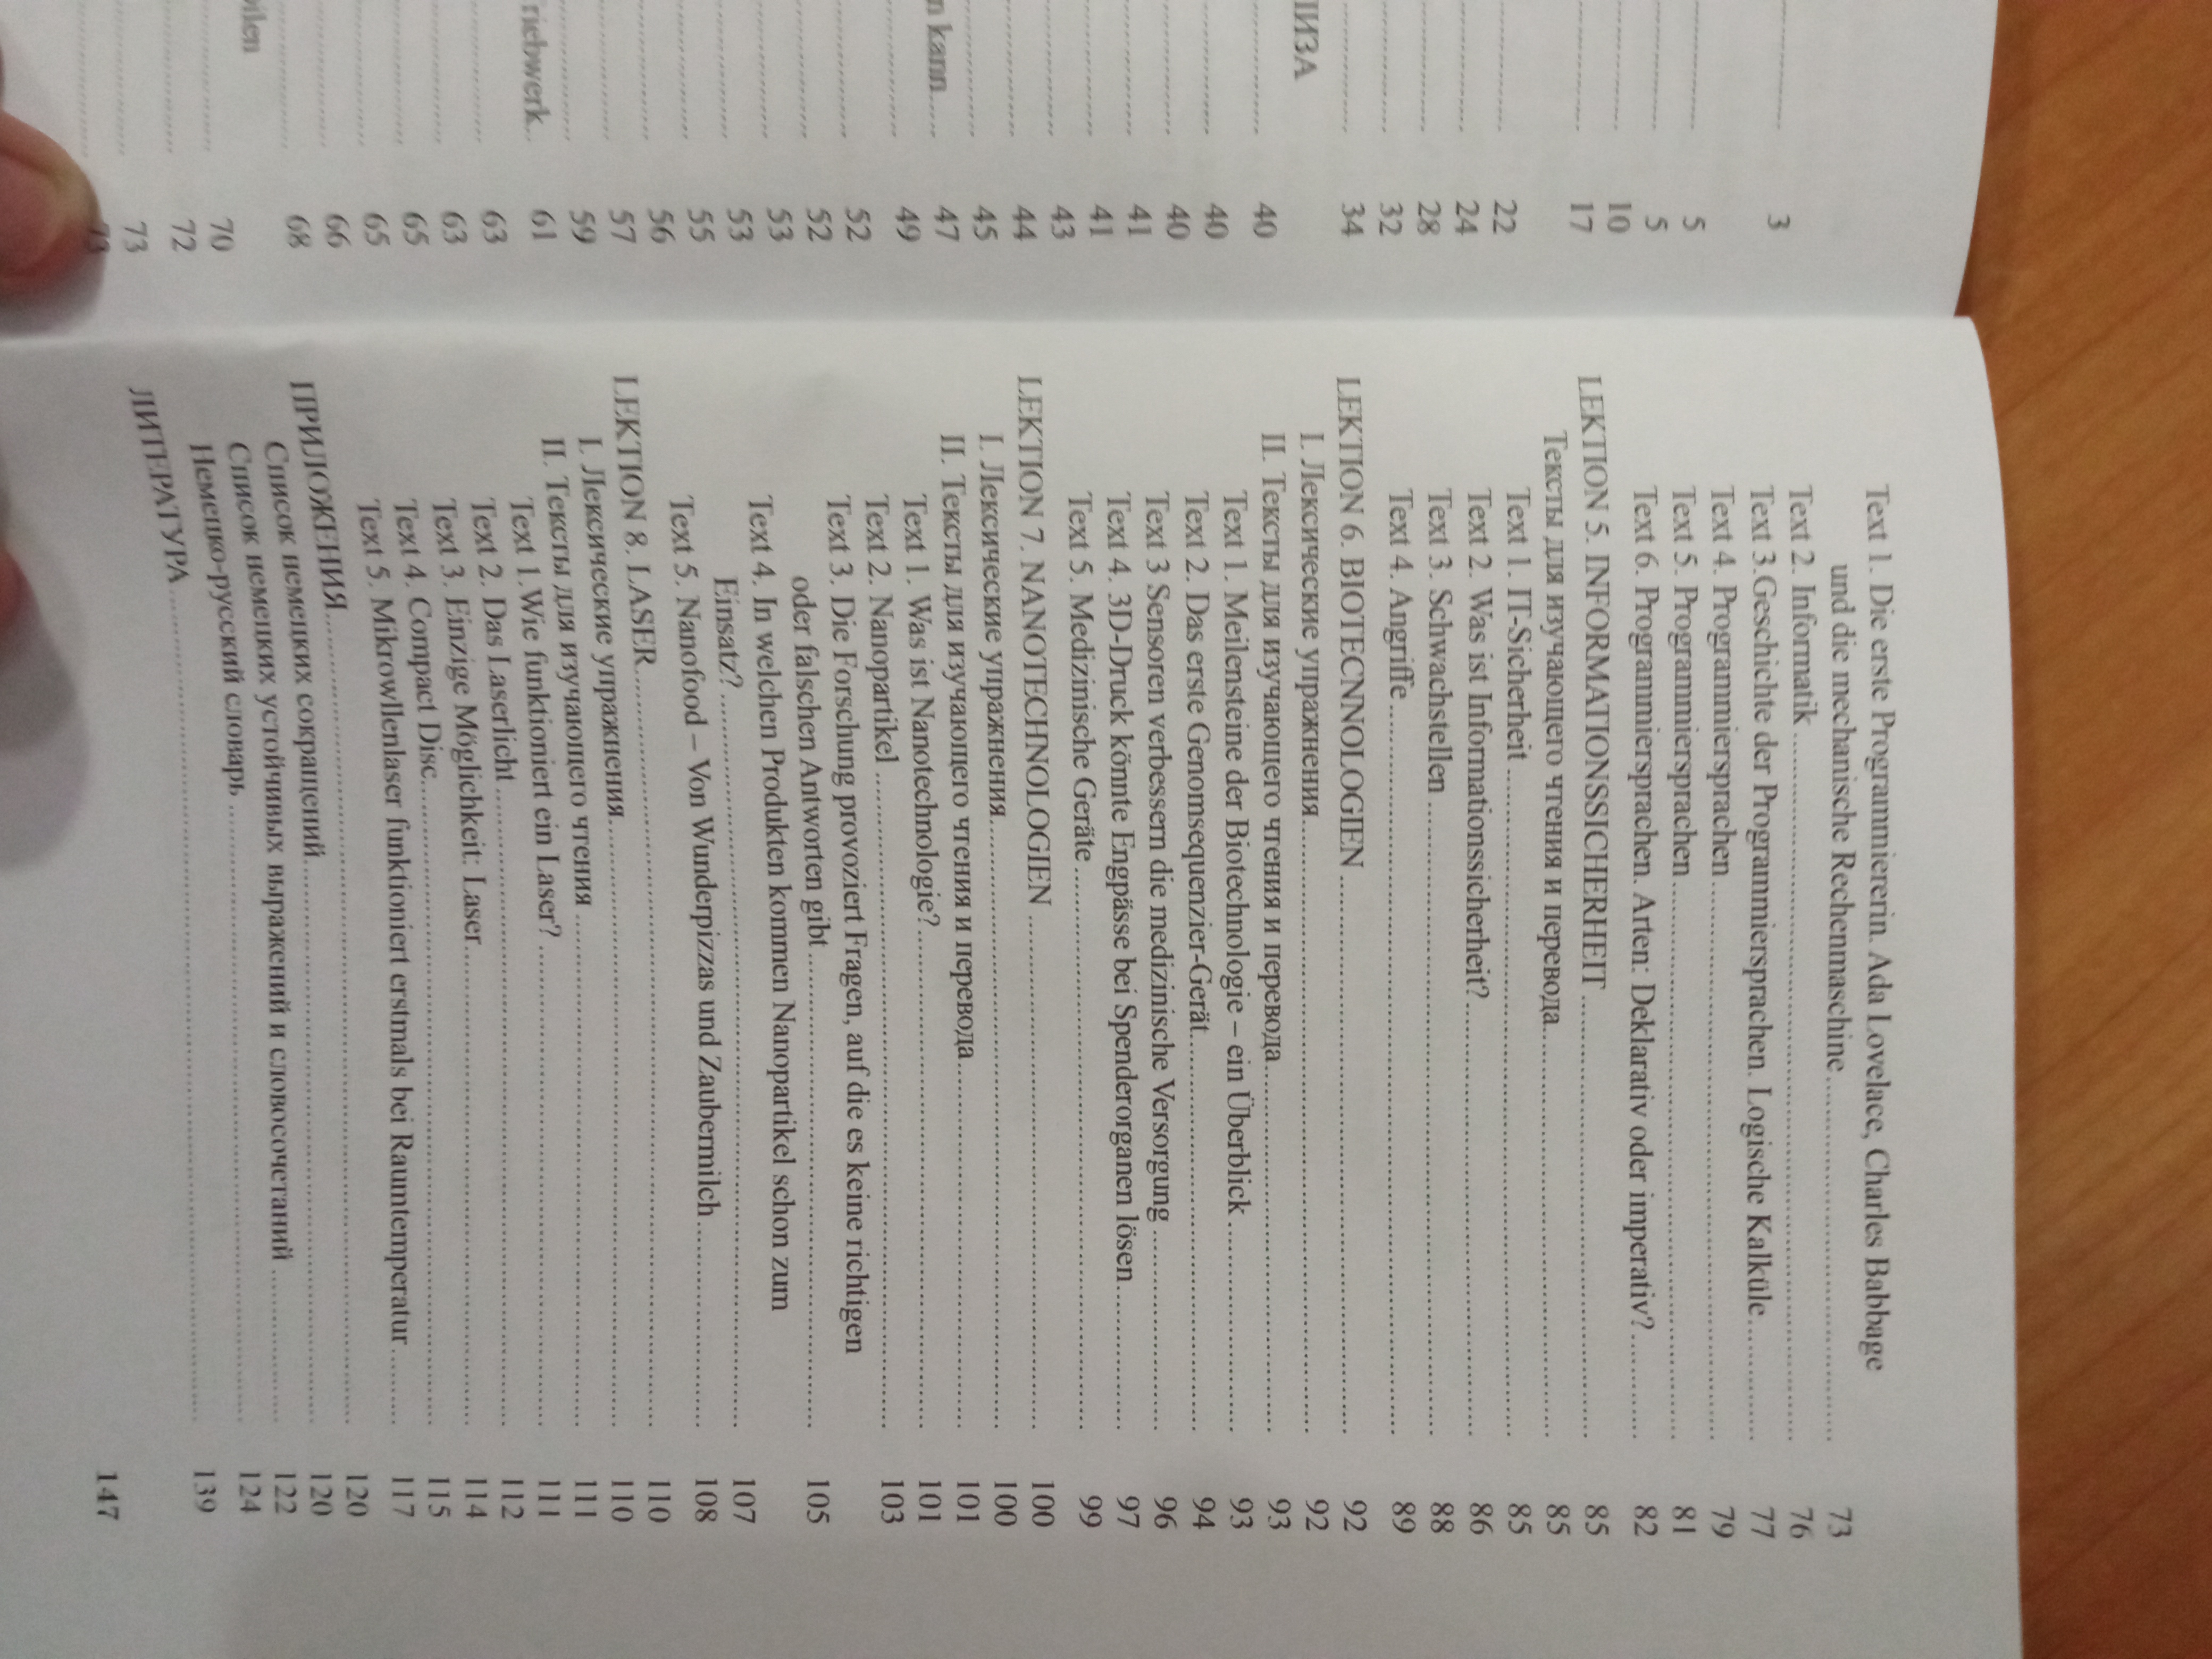 3
5
5
10
17
22
24
28
32
34
ЛИЗА
40
40
40
41
41
43
44
45
n kann 47
49
52
52
53
53
55
56
57
59
riebwerk 61
63
63
65
65
66
68
bilen
70
72
73
73
Text 1. Die erste Programmiererin. Ada Lovelace, Charles Babbage
und die mechanische Rechenmaschine 73
Text 2. Informatik 76
Text 3.Geschichte der Programmiersprachen. Logische Kalküle 77
Text 4. Programmiersprachen 79
Text 5. Programmiersprachen 81
Text 6. Programmiersprachen. Arten: Deklarativ oder imperativ? 82
LEKTION 5. INFORMATIONSSICHERHEIT 85
Тексты для изучающего чтения и перевода 85
Text 1. IT-Sicherheit 85
Text 2. Was ist Informationssicherheit? 86
Text 3. Schwachstellen 88
Text 4. Angriffe 89
LEKTION 6. BIOTECNNOLOGIEN 92
I. Лексические упражнения 92
II. Тексты для изучающего чтения и перевода 93
Text 1. Meilensteine der Biotechnologie – ein Überblick 93
Text 2. Das erste Genomsequenzier-Gerät 94
Text 3 Sensoren verbessern die medizinische Versorgung 96
Text 4. 3D-Druck könnte Engpässe bei Spenderorganen lösen 97
Text 5. Medizinische Geräte 99
LEKTION 7. NANOTECHNOLOGIEN 100
I. Лексические упражнения 100
II. Тексты для изучающего чтения и перевода 101
Text 1. Was ist Nanotechnologie? 101
Text 2. Nanopartikel 103
Text 3. Die Forschung provoziert Fragen, auf die es keine richtigen
oder falschen Antworten gibt 105
Text 4. In welchen Produkten kommen Nanopartikel schon zum
Einsatz? 107
Text 5. Nanofood – Von Wunderpizzas und Zaubermilch 108
LEKTION 8. LASER 110
I. Лексические упражнения 110
II. Тексты для изучающего чтения 111
Text 1.Wie funktioniert ein Laser? 111
Text 2. Das Laserlicht 112
Text 3. Einzige Möglichkeit: Laser 114
Text 4. Compact Disc 115
Text 5. Mikrowllenlaser funktioniert erstmals bei Raumtemperatur 117
ПРИЛОЖЕНИЯ 120
Список немецких сокращений 120
Список немецких устойчивых выражений и словосочетаний 122
Немецко-русский словарь 124
ЛИТЕРАТУРА 139
147